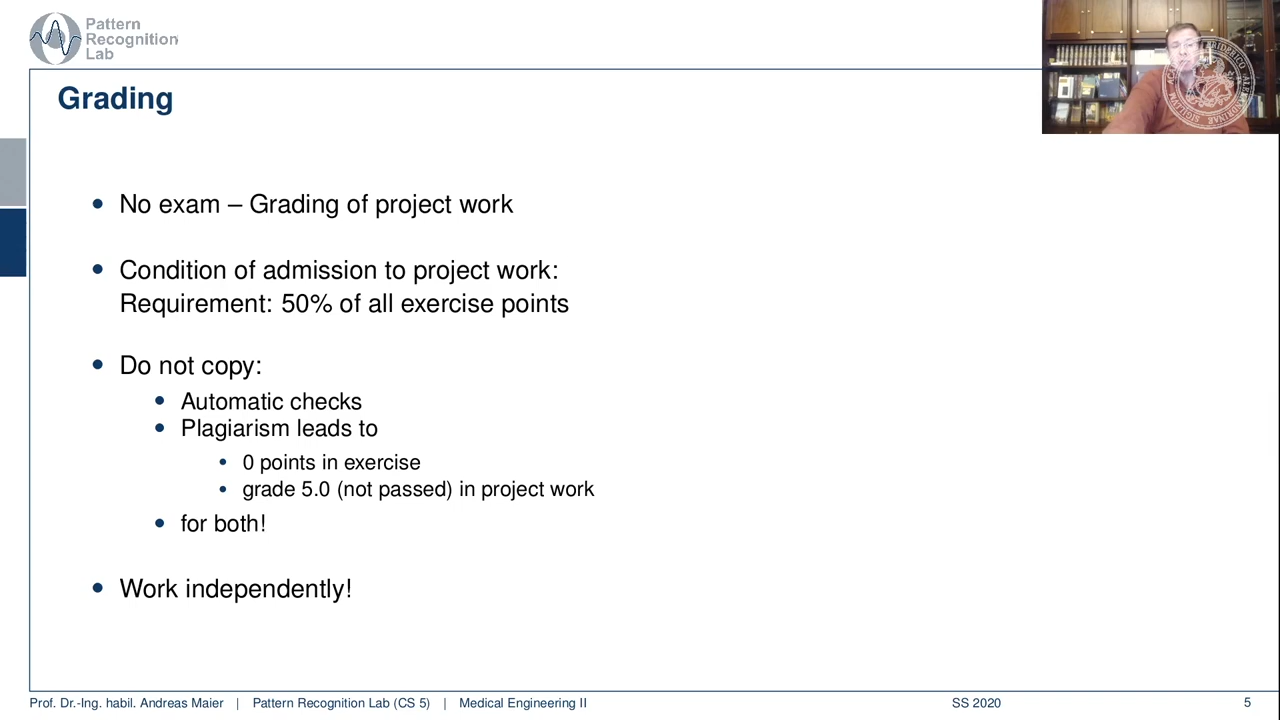 Pattern
Recognition
Lab
Grading
No exam – Grading of project work
Condition of admission to project work:
Requirement: 50% of all exercise points
Do not copy:
Automatic checks
Plagiarism leads to
0 points in exercise
grade 5.0 (not passed) in project work
for both!
Work independently!
Prof. Dr.-Ing. habil. Andreas Maier | Pattern Recognition Lab (CS 5) | Medical Engineering II SS 2020 5